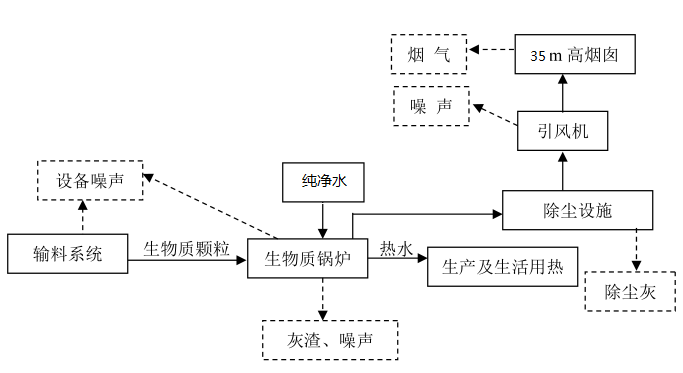 烟 气
35 m 高烟囱
噪 声
引风机
设备噪声
纯净水
除尘设施
输料系统
生物质颗粒
生物质锅炉
热水
生产及生活用热
除尘灰
灰渣、噪声